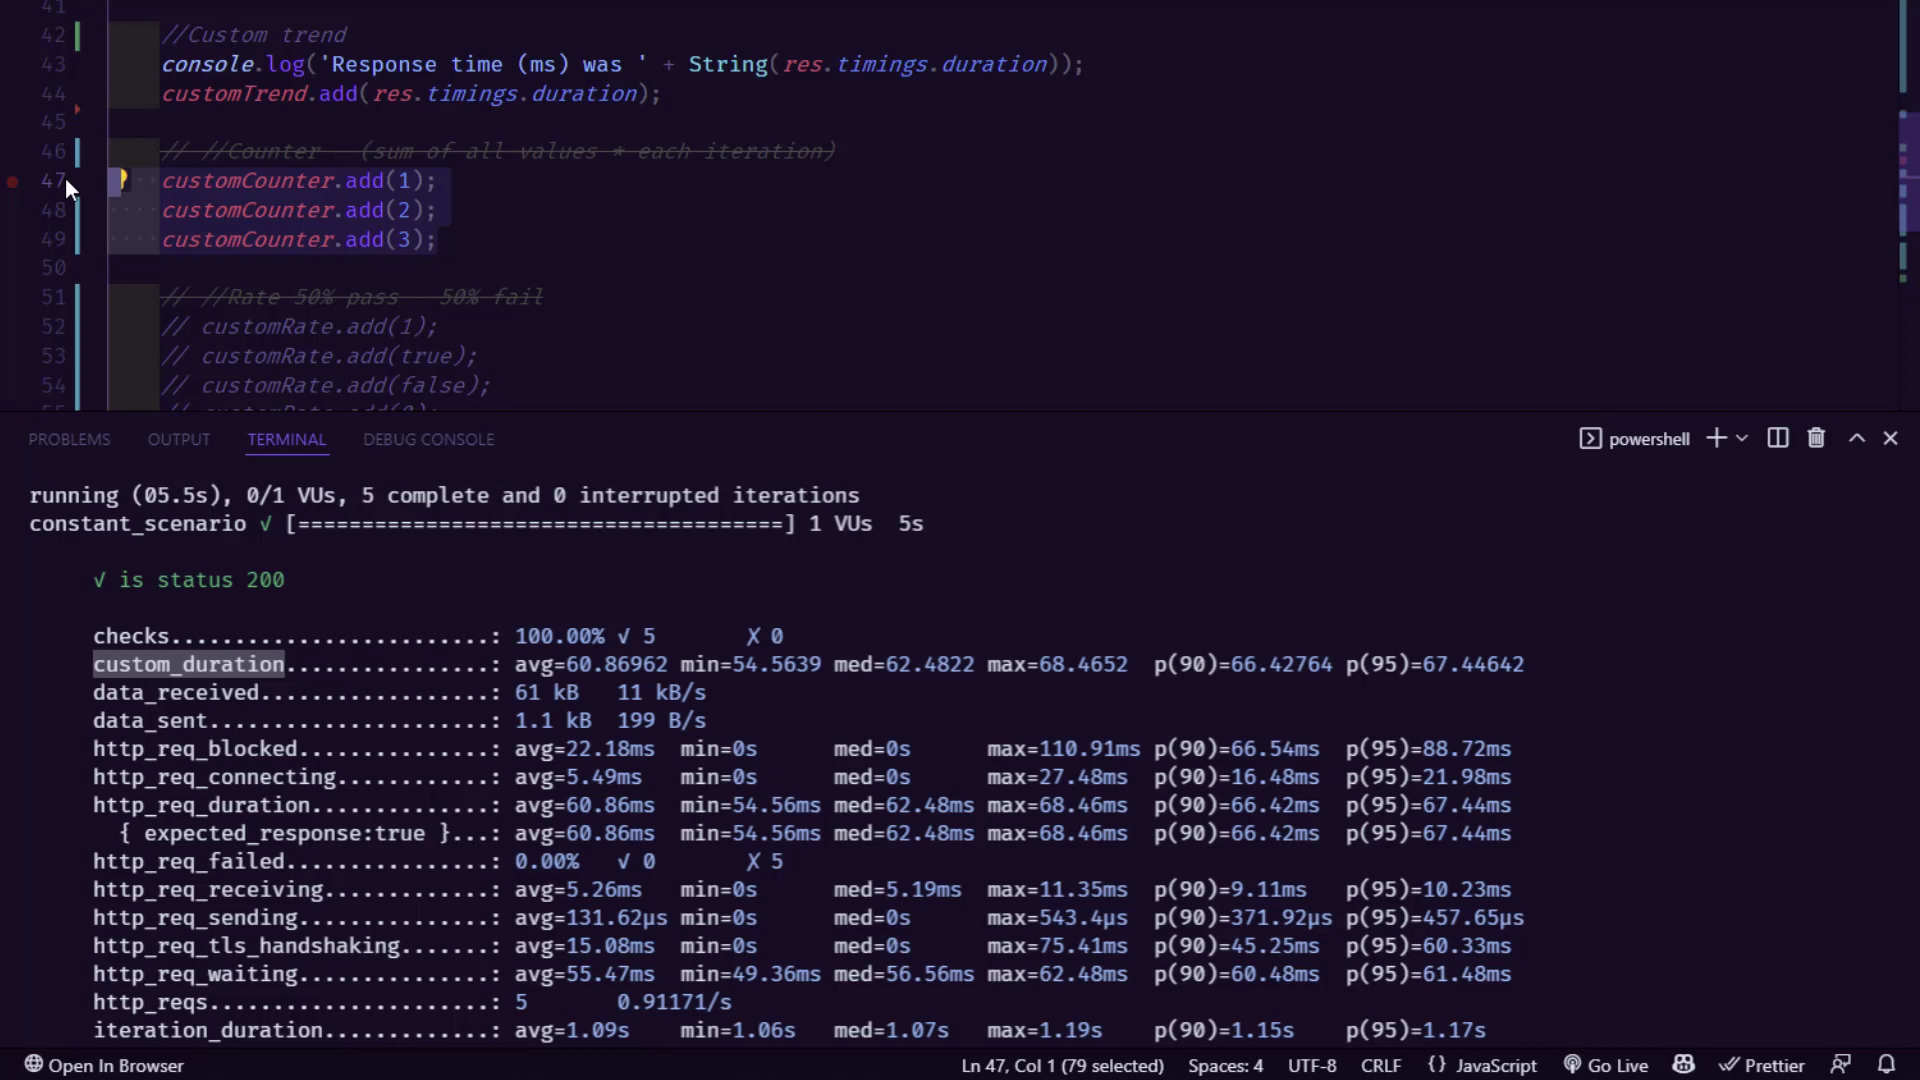 41
42 //Custom trend
43 console.log('Response time (ms) was ' + String(res.timings.duration));
44 customTrend.add(res.timings.duration);
45
46 // //Counter (sum of all values * each iteration)
47 customCounter.add(1);
48 customCounter.add(2);
49 customCounter.add(3);
50
51 // //Rate 50% pass 50% fail
52 // customRate.add(1);
53 // customRate.add(true);
54 // customRate.add(false);
55 // customRate.add(0);
PROBLEMS OUTPUT TERMINAL DEBUG CONSOLE powershell
running (05.5s), 0/1 VUs, 5 complete and 0 interrupted iterations
constant_scenario √ [======================================] 1 VUs 5s
√ is status 200
checks.........................: 100.00% √ 5 X 0
custom_duration................: avg=60.86962 min=54.5639 med=62.4822 max=68.4652 p(90)=66.42764 p(95)=67.44642
data_received..................: 61 kB 11 kB/s
data_sent......................: 1.1 kB 199 B/s
http_req_blocked...............: avg=22.18ms min=0s med=0s max=110.91ms p(90)=66.54ms p(95)=88.72ms
http_req_connecting............: avg=5.49ms min=0s med=0s max=27.48ms p(90)=16.48ms p(95)=21.98ms
http_req_duration..............: avg=60.86ms min=54.56ms med=62.48ms max=68.46ms p(90)=66.42ms p(95)=67.44ms
{ expected_response:true }...: avg=60.86ms min=54.56ms med=62.48ms max=68.46ms p(90)=66.42ms p(95)=67.44ms
http_req_failed................: 0.00% √ 0 X 5
http_req_receiving.............: avg=5.26ms min=0s med=5.19ms max=11.35ms p(90)=9.11ms p(95)=10.23ms
http_req_sending...............: avg=131.62µs min=0s med=0s max=543.4µs p(90)=371.92µs p(95)=457.65µs
http_req_tls_handshaking.......: avg=15.08ms min=0s med=0s max=75.41ms p(90)=45.25ms p(95)=60.33ms
http_req_waiting...............: avg=55.47ms min=49.36ms med=56.56ms max=62.48ms p(90)=60.48ms p(95)=61.48ms
http_reqs......................: 5 0.91171/s
iteration_duration.............: avg=1.09s min=1.06s med=1.07s max=1.19s p(90)=1.15s p(95)=1.17s
Open In Browser Ln 47, Col 1 (79 selected) Spaces: 4 UTF-8 CRLF {} JavaScript Go Live Prettier